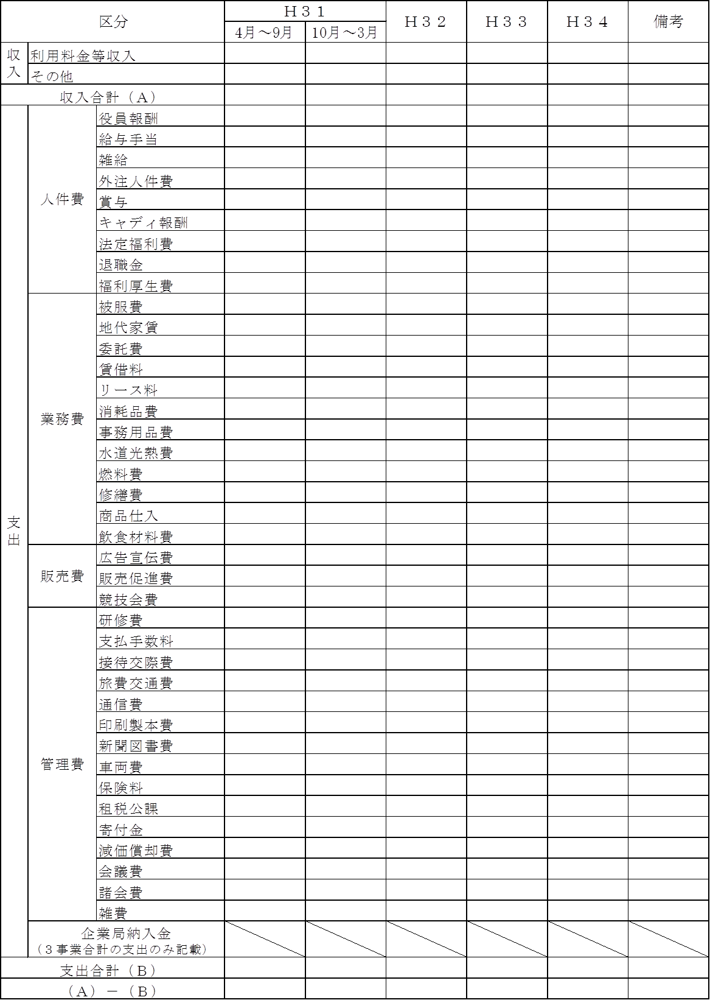 区分
Ｈ３１
4月～9月
10月～3月
Ｈ３２
Ｈ３３
Ｈ３４
備考
収入
利用料金等収入
その他
収入合計（Ａ）
支出
人件費
役員報酬
給与手当
雑給
外注人件費
賞与
キャディ報酬
法定福利費
退職金
福利厚生費
業務費
被服費
地代家賃
委託費
賃借料
リース料
消耗品費
事務用品費
水道光熱費
燃料費
修繕費
商品仕入
飲食材料費
販売費
広告宣伝費
販売促進費
競技会費
管理費
研修費
支払手数料
接待交際費
旅費交通費
通信費
印刷製本費
新聞図書費
車両費
保険料
租税公課
寄付金
減価償却費
会議費
諸会費
雑費
企業局納入金
（３事業合計の支出のみ記載）
支出合計（Ｂ）
（Ａ）－（Ｂ）